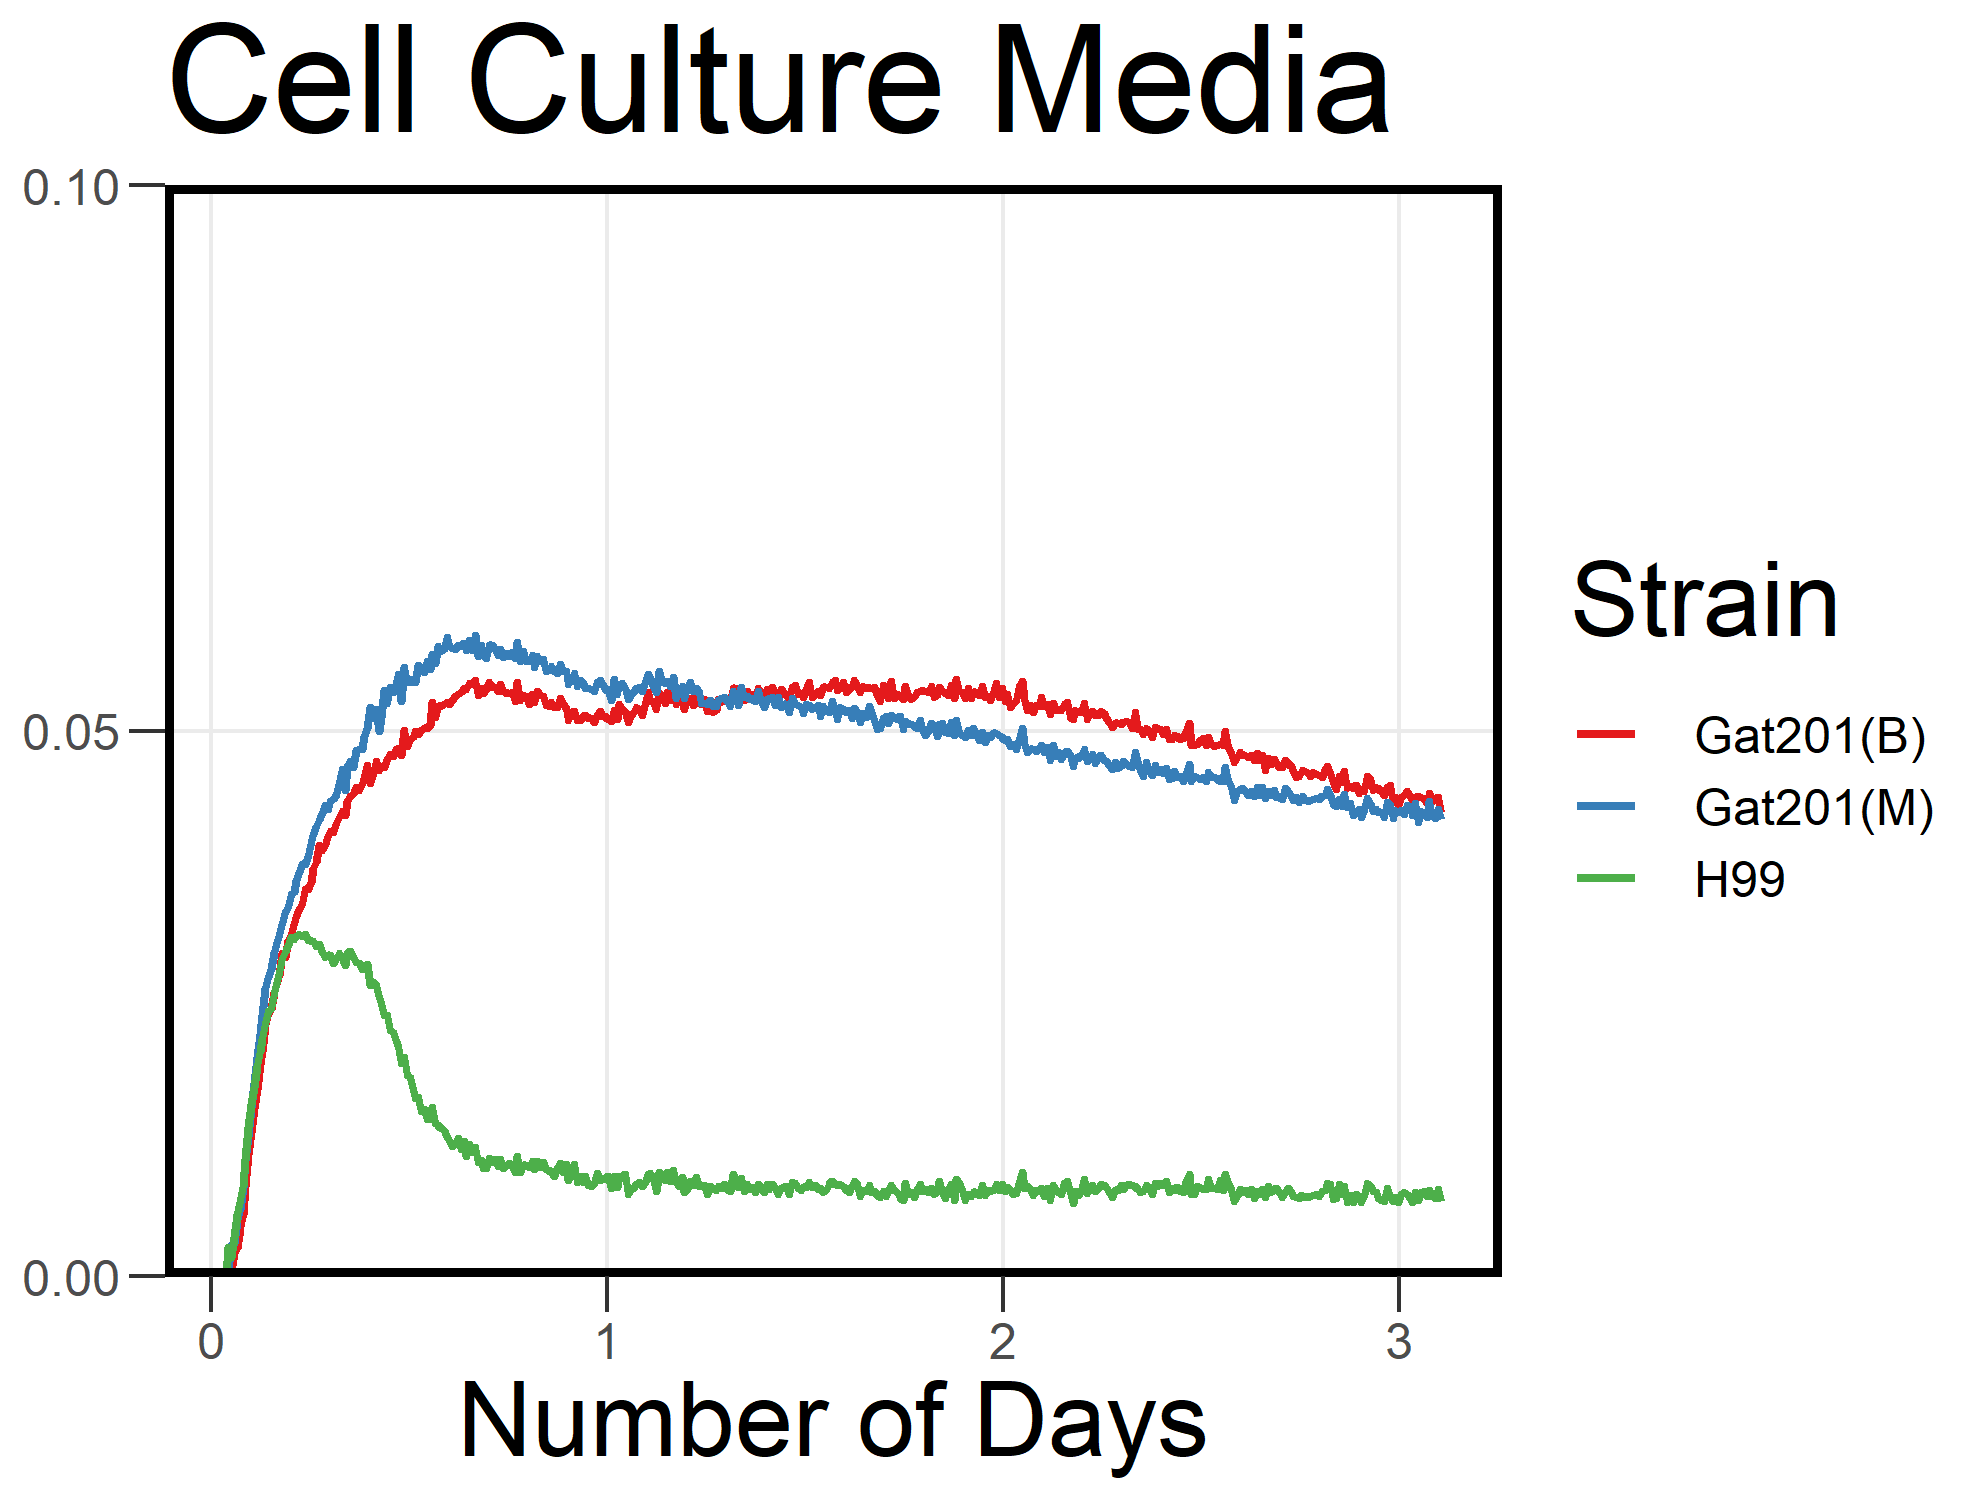 Cell Culture Media
0.10
0.05
0.00
0 1 2 3
Number of Days
Strain
Gat201(B)
Gat201(M)
H99